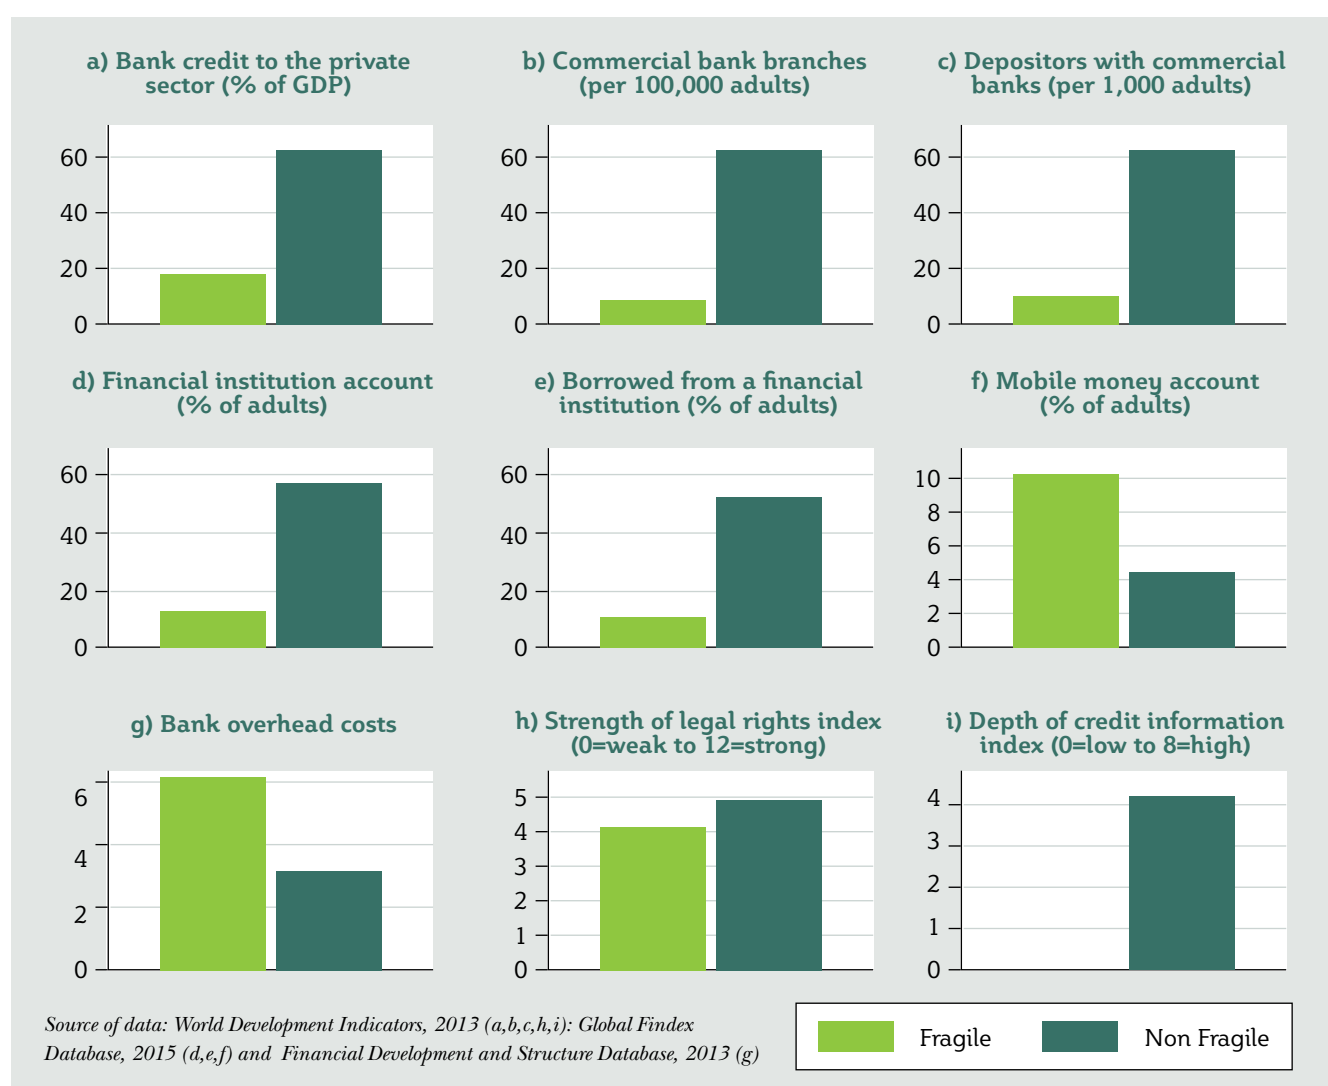 a) Bank credit to the private
sector (% of GDP)
60
40
20
0
b) Commercial bank branches
(per 100,000 adults)
60
40
20
0
c) Depositors with commercial
banks (per 1,000 adults)
60
40
20
0
d) Financial institution account
(% of adults)
60
40
20
0
e) Borrowed from a financial
institution (% of adults)
60
40
20
0
f) Mobile money account
(% of adults)
10
8
6
4
2
0
g) Bank overhead costs
6
4
2
0
h) Strength of legal rights index
(0=weak to 12=strong)
5
4
3
2
1
0
i) Depth of credit information
index (0=low to 8=high)
4
3
2
1
0
Source of data: World Development Indicators, 2013 (a,b,c,h,i): Global Findex
Database, 2015 (d,e,f) and Financial Development and Structure Database, 2013 (g)
Fragile
Non Fragile